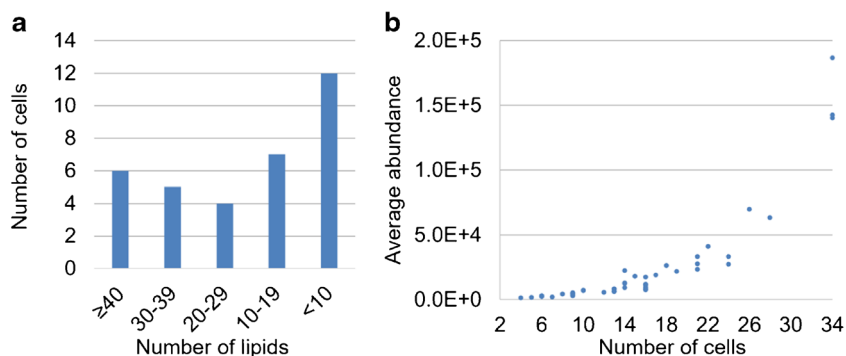 a
14
12
10
8
6
4
2
0
Number of cells
≥40 30-39 20-29 10-19 <10
Number of lipids
b
2.0E+5
1.5E+5
1.0E+5
5.0E+4
0.0E+0
Average abundance
2 6 10 14 18 22 26 30 34
Number of cells